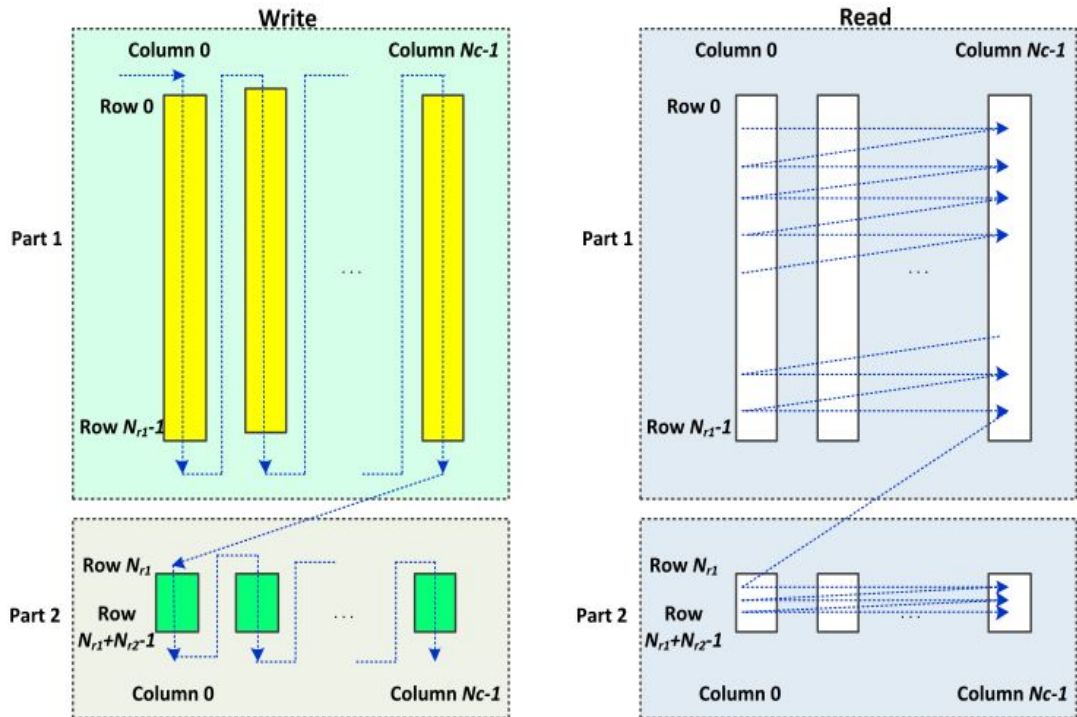 Write
Column 0 Column Nc-1
Row 0
Part 1
...
Row Nr1-1
Row Nr1
Part 2
Row
...
Nr1+Nr2-1
Column 0 Column Nc-1
Read
Column 0 Column Nc-1
Row 0
Part 1
...
Row Nr1-1
Row Nr1
Part 2
Row
...
Nr1+Nr2-1
Column 0 Column Nc-1